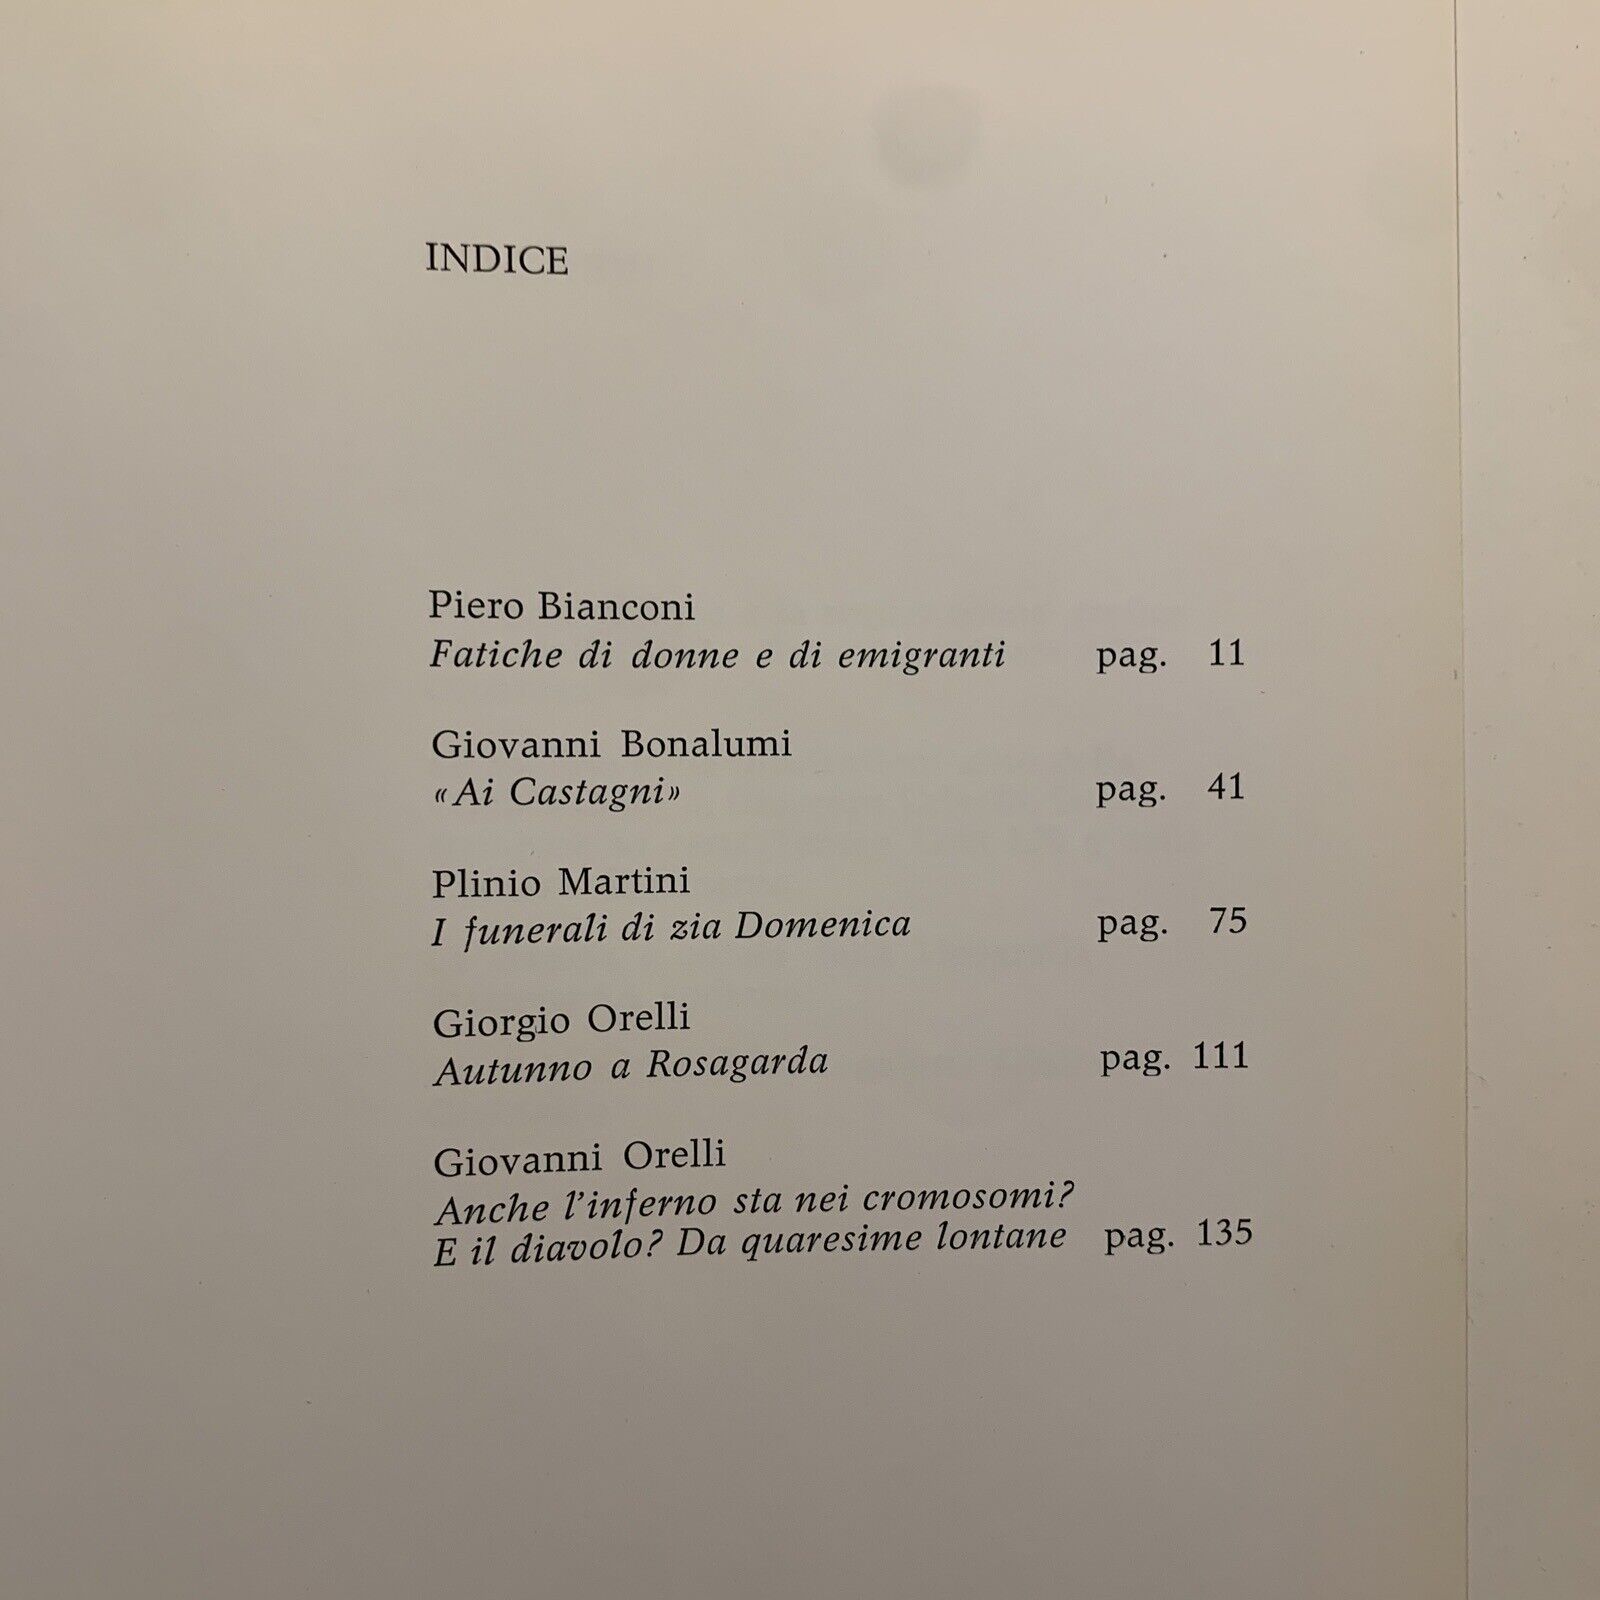 INDICE
Piero Bianconi
Fatiche di donne e di emigranti pag. 11
Giovanni Bonalumi
«Ai Castagni» pag. 41
Plinio Martini
I funerali di zia Domenica pag. 75
Giorgio Orelli
Autunno a Rosagarda pag. 111
Giovanni Orelli
Anche l'inferno sta nei cromosomi?
E il diavolo? Da quaresime lontane pag. 135